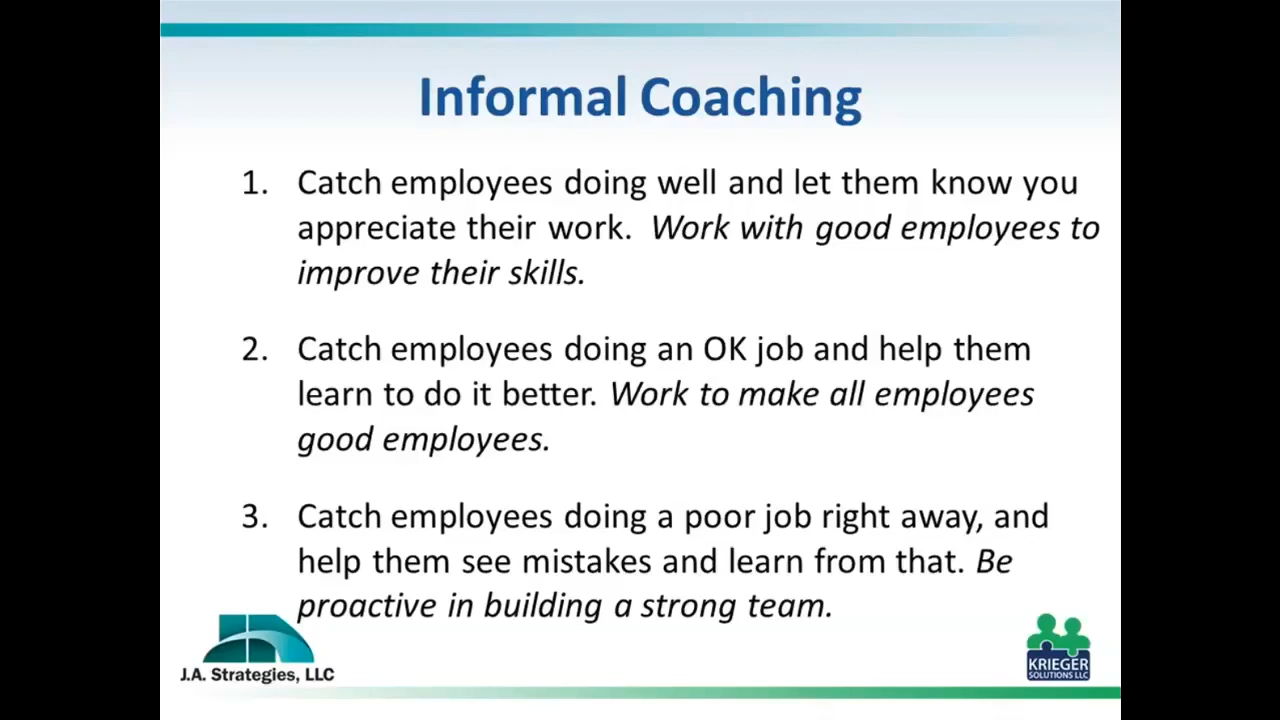 Informal Coaching
1. Catch employees doing well and let them know you
appreciate their work. Work with good employees to
improve their skills.
2. Catch employees doing an OK job and help them
learn to do it better. Work to make all employees
good employees.
3. Catch employees doing a poor job right away, and
help them see mistakes and learn from that. Be
proactive in building a strong team.
J.A. Strategies, LLC
KRIEGER
SOLUTIONS LLC